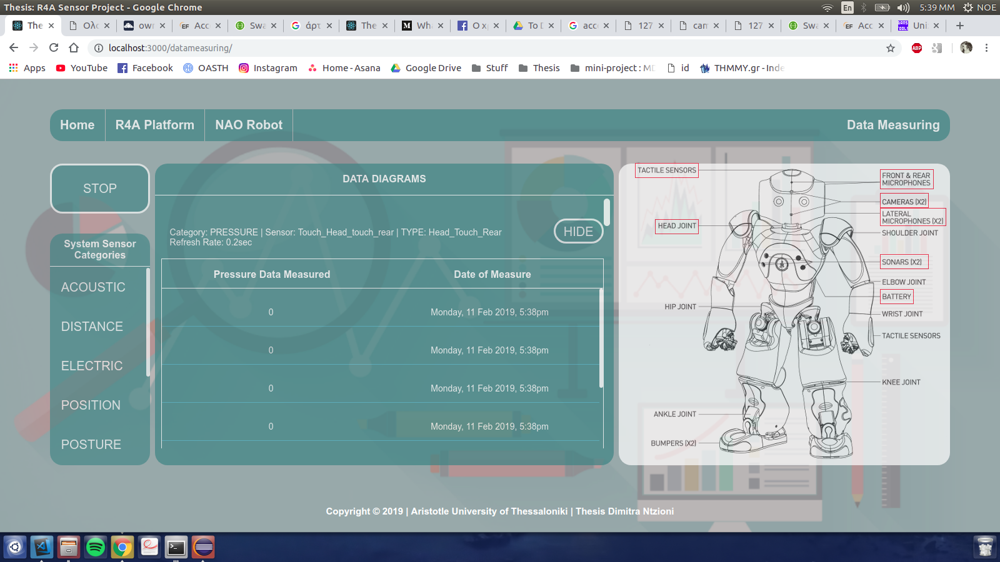 Thesis: R4A Sensor Project - Google Chrome
En
5:39 MM
NOE
The
Ολο
owr
Acc
Swa
άρτ
The
Wh
Ο χρ
To D
acc
127
cam
127
Swa
Acc
Uni
localhost:3000/datameasuring/
ABP
Apps
YouTube
Facebook
OASTH
Instagram
Home - Asana
Google Drive
Stuff
Thesis
mini-project : MD
id
THMMY.gr - Inde
Home
R4A Platform
NAO Robot
Data Measuring
STOP
System Sensor
Categories
ACOUSTIC
DISTANCE
ELECTRIC
POSITION
POSTURE
DATA DIAGRAMS
Category: PRESSURE | Sensor: Touch_Head_touch_rear | TYPE: Head_Touch_Rear
Refresh Rate: 0.2sec
HIDE
Pressure Data Measured
Date of Measure
0 Monday, 11 Feb 2019, 5:38pm
0 Monday, 11 Feb 2019, 5:38pm
0 Monday, 11 Feb 2019, 5:38pm
0 Monday, 11 Feb 2019, 5:38pm
TACTILE SENSORS
FRONT & REAR
MICROPHONES
CAMERAS (X2)
LATERAL
MICROPHONES (X2)
HEAD JOINT
SHOULDER JOINT
SONARS (X2)
ELBOW JOINT
BATTERY
HIP JOINT
WRIST JOINT
TACTILE SENSORS
KNEE JOINT
ANKLE JOINT
BUMPERS (X2)
Copyright © 2019 | Aristotle University of Thessaloniki | Thesis Dimitra Ntzioni